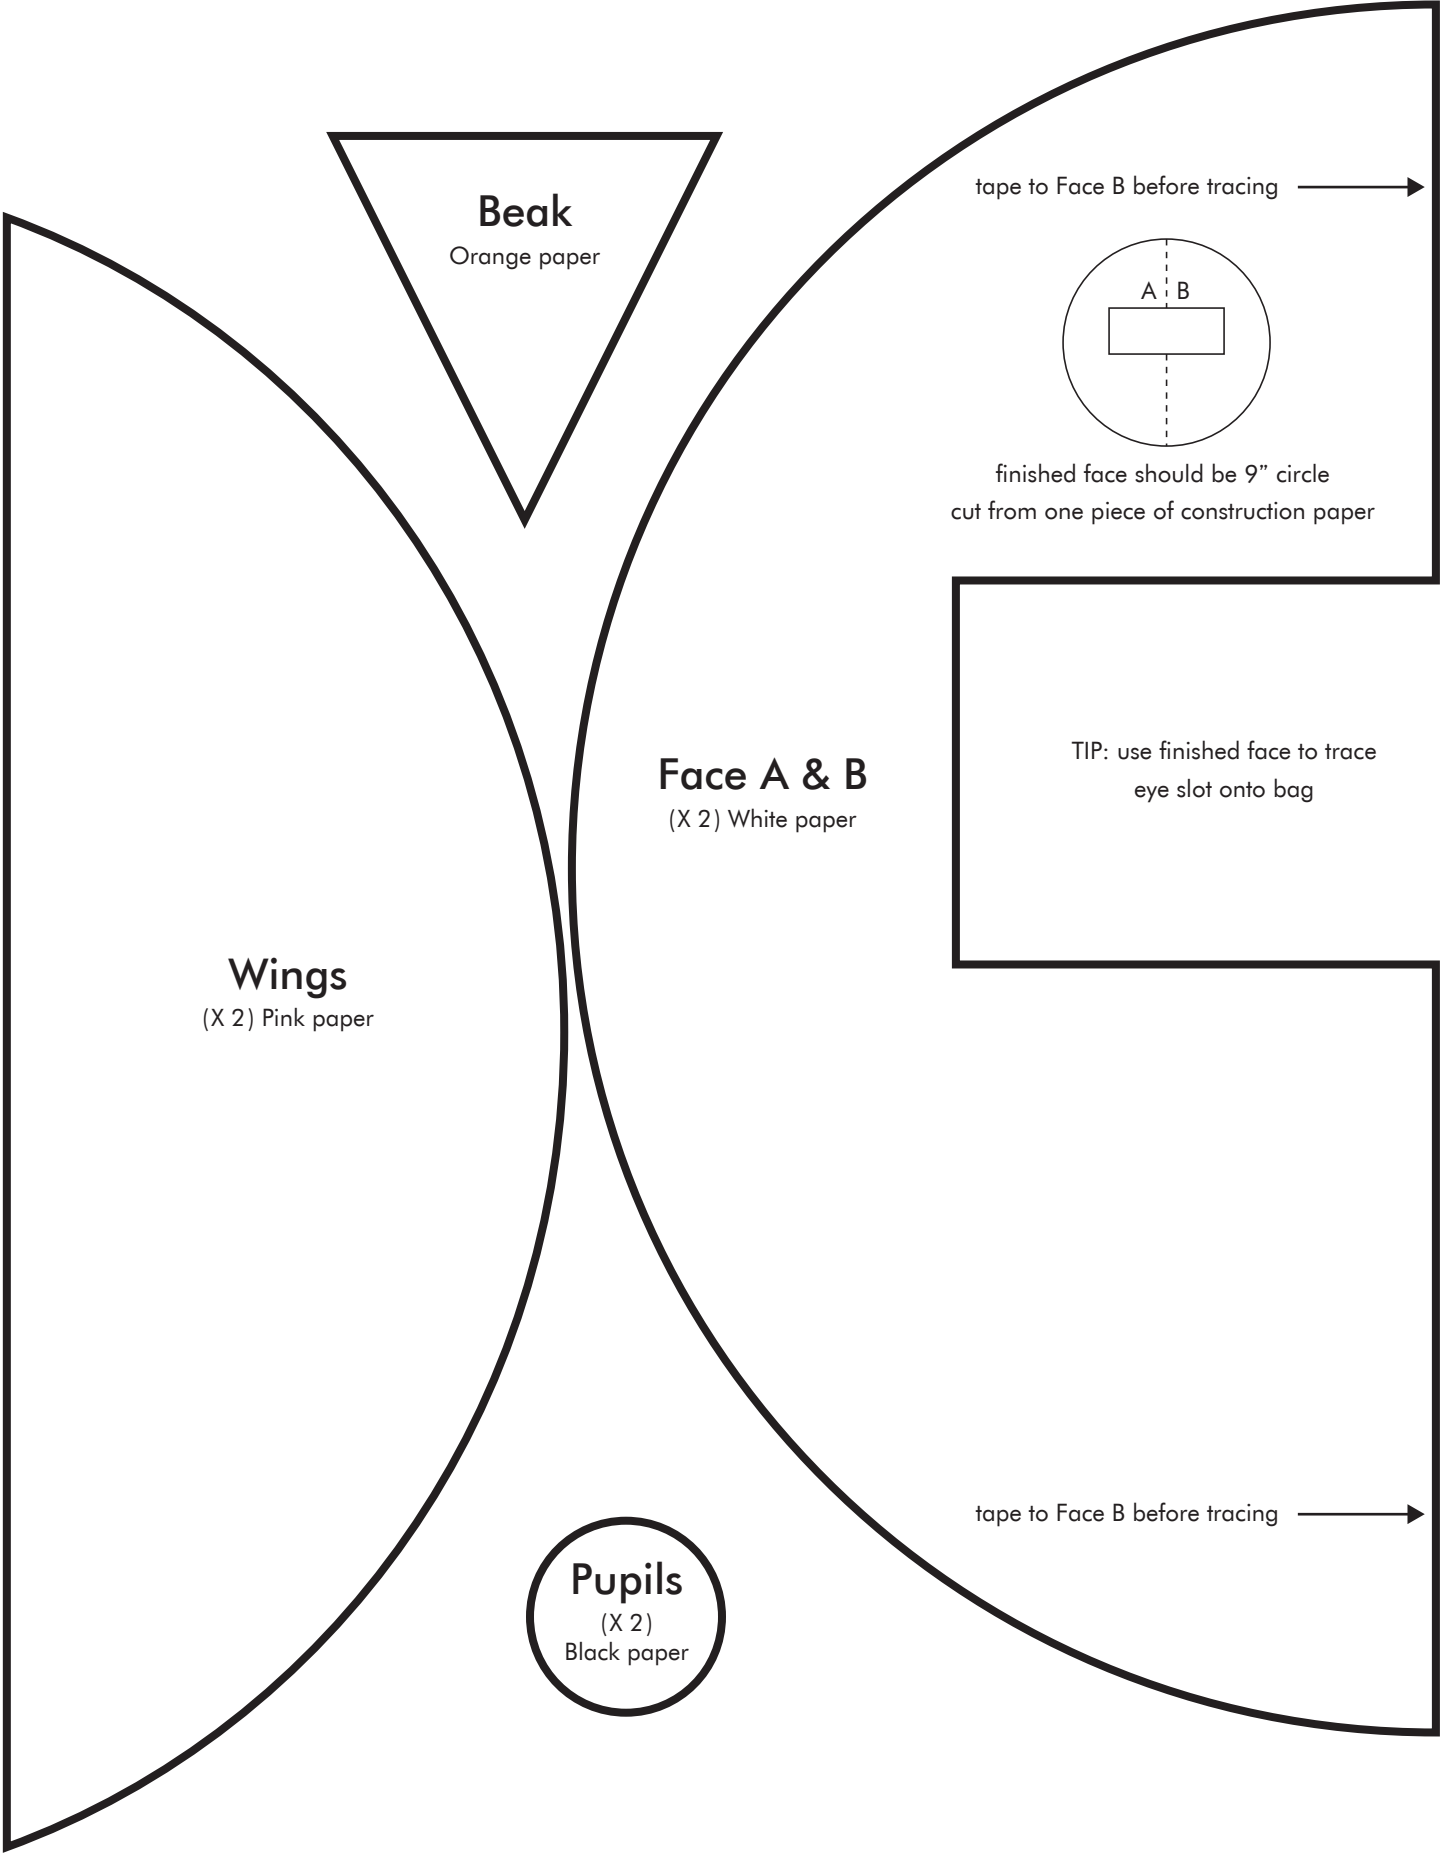 Beak
Orange paper
tape to Face B before tracing
A B
finished face should be 9” circle
cut from one piece of construction paper
Face A & B
(X 2) White paper
TIP: use finished face to trace
eye slot onto bag
Wings
(X 2) Pink paper
tape to Face B before tracing
Pupils
(X 2)
Black paper